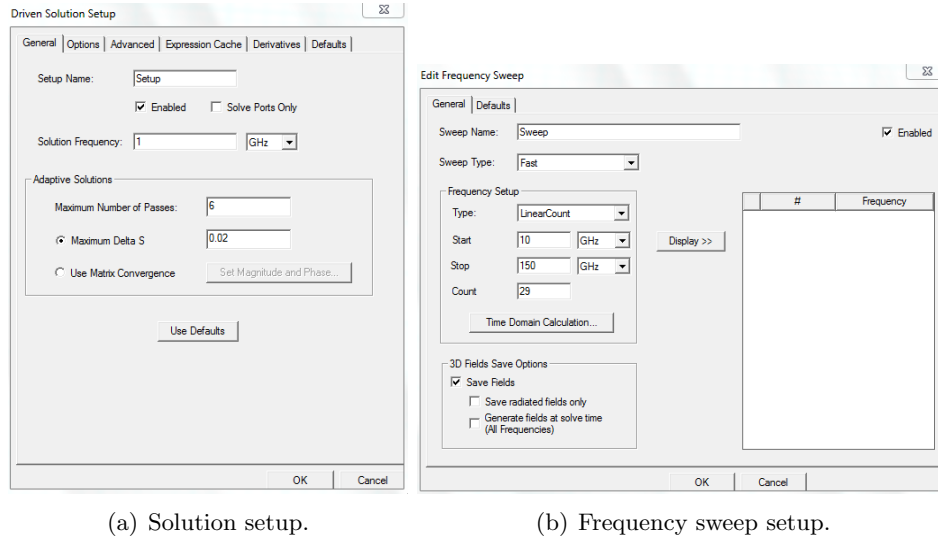 Driven Solution Setup
General Options Advanced Expression Cache Derivatives Defaults
Setup Name: Setup
Enabled Solve Ports Only
Solution Frequency: 1 GHz
Adaptive Solutions
Maximum Number of Passes: 6
Maximum Delta S 0.02
Use Matrix Convergence Set Magnitude and Phase...
Use Defaults
OK Cancel
(a) Solution setup.
Edit Frequency Sweep
General Defaults
Sweep Name: Sweep Enabled
Sweep Type: Fast
Frequency Setup
Type: LinearCount
Start 10 GHz
Stop 150 GHz
Count 29
Time Domain Calculation...
Display >>
# Frequency
3D Fields Save Options
Save Fields
Save radiated fields only
Generate fields at solve time
(All Frequencies)
OK Cancel
(b) Frequency sweep setup.